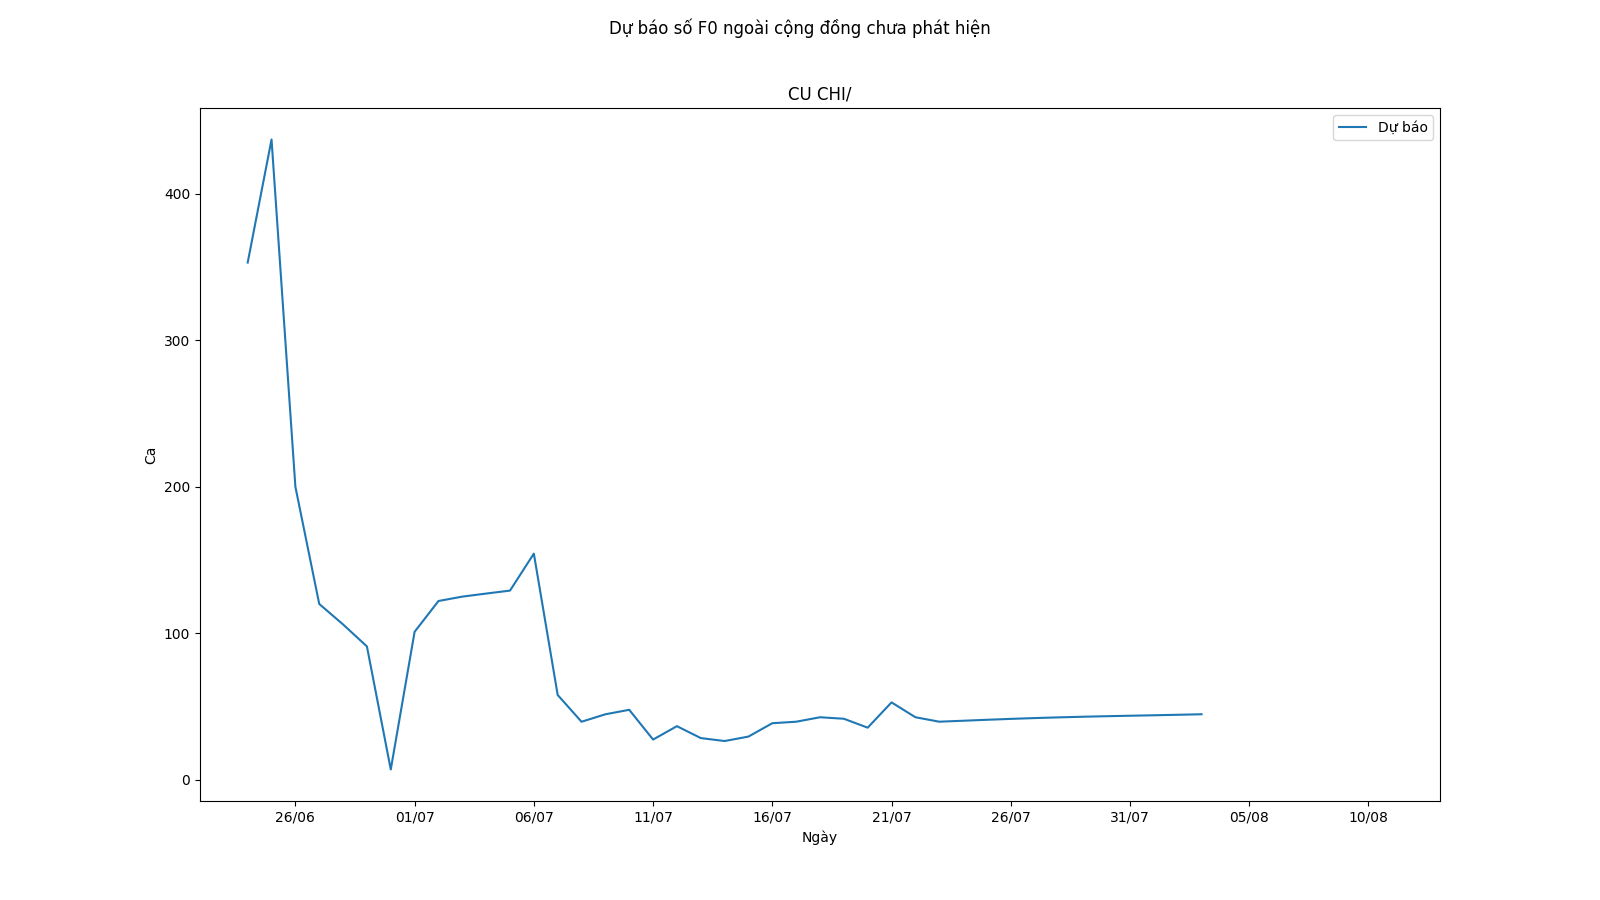 Dự báo số F0 ngoài cộng đồng chưa phát hiện
CU CHI/
Dự báo
400
300
200
100
0
Ca
26/06 01/07 06/07 11/07 16/07 21/07 26/07 31/07 05/08 10/08
Ngày